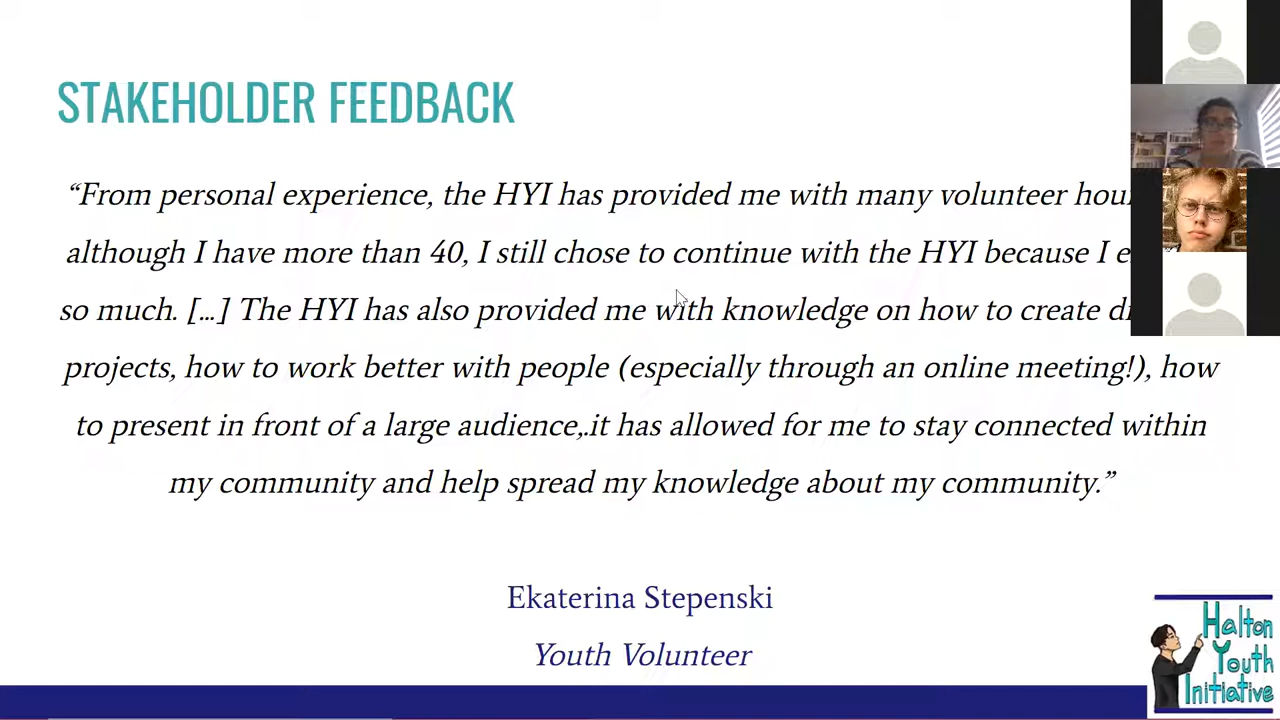 STAKEHOLDER FEEDBACK
“From personal experience, the HYI has provided me with many volunteer
although I have more than 40, I still chose to continue with the HYI because I
so much. [...] The HYI has also provided me with knowledge on how to create
projects, how to work better with people (especially through an online meeting!), how
to present in front of a large audience,.it has allowed for me to stay connected within
my community and help spread my knowledge about my community.”
Ekaterina Stepenski
Youth Volunteer
Halton
Youth
Initiative